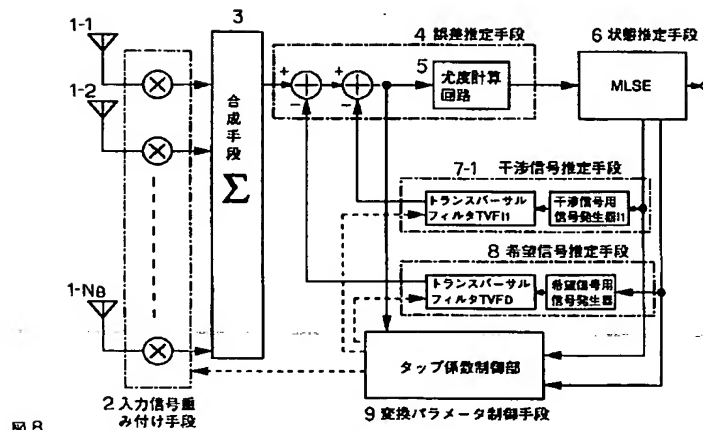 1-1
1-2
1-NB
2 入力信号重
み付け手段
3
合成手段
Σ
4 誤差推定手段
5
尤度計算
回路
6 状態推定手段
MLSE
7-1 干渉信号推定手段
トランスバーサル
フィルタTVFI1
干渉信号用
信号発生器I1
8 希望信号推定手段
トランスバーサル
フィルタTVFD
希望信号用
信号発生器
タップ係数制御部
9 変換パラメータ制御手段
図8